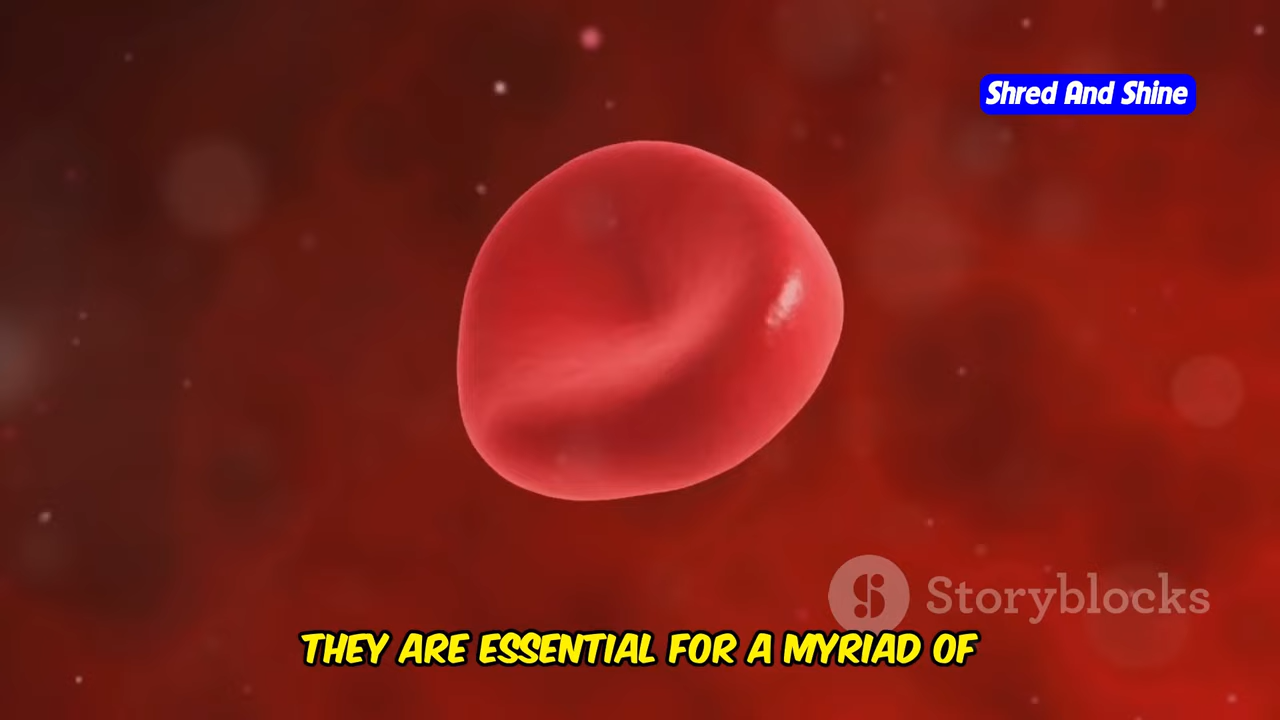 Shred And Shine
Storyblocks
THEY ARE ESSENTIAL FOR A MYRIAD OF